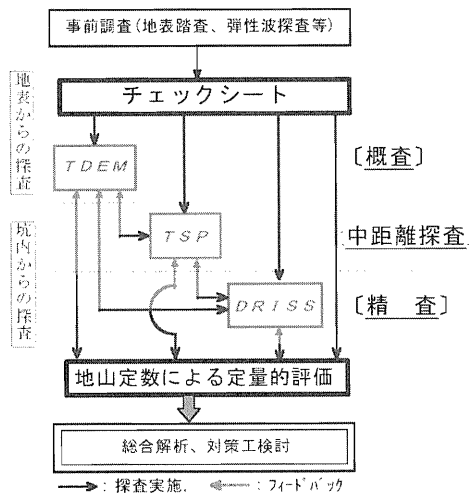 事前調査(地表踏査、弾性波探査等)
チェックシート
地表からの探査
TDEM
〔概査〕
TSP
中距離探査
坑内からの探査
DRISS
〔精　査〕
地山定数による定量的評価
総合解析、対策工検討
: 探査実施.　: フィードバック